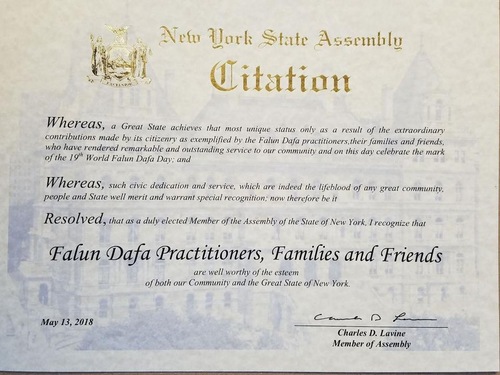 New York State Assembly
Citation
Whereas, a Great State achieves that most unique status only as a result of the extraordinary
contributions made by its citizenry as exemplified by the Falun Dafa practitioners,their families and friends,
who have rendered remarkable and outstanding service to our community and on this day celebrate the mark
of the 19th World Falun Dafa Day; and
Whereas, such civic dedication and service, which are indeed the lifeblood of any great community,
people and State well merit and warrant special recognition; now therefore be it
Resolved, that as a duly elected Member of the Assembly of the State of New York, I recognize that
Falun Dafa Practitioners, Families and Friends
are well worthy of the esteem
of both our Community and the Great State of New York.
May 13, 2018
Charles D. Lavine
Member of Assembly